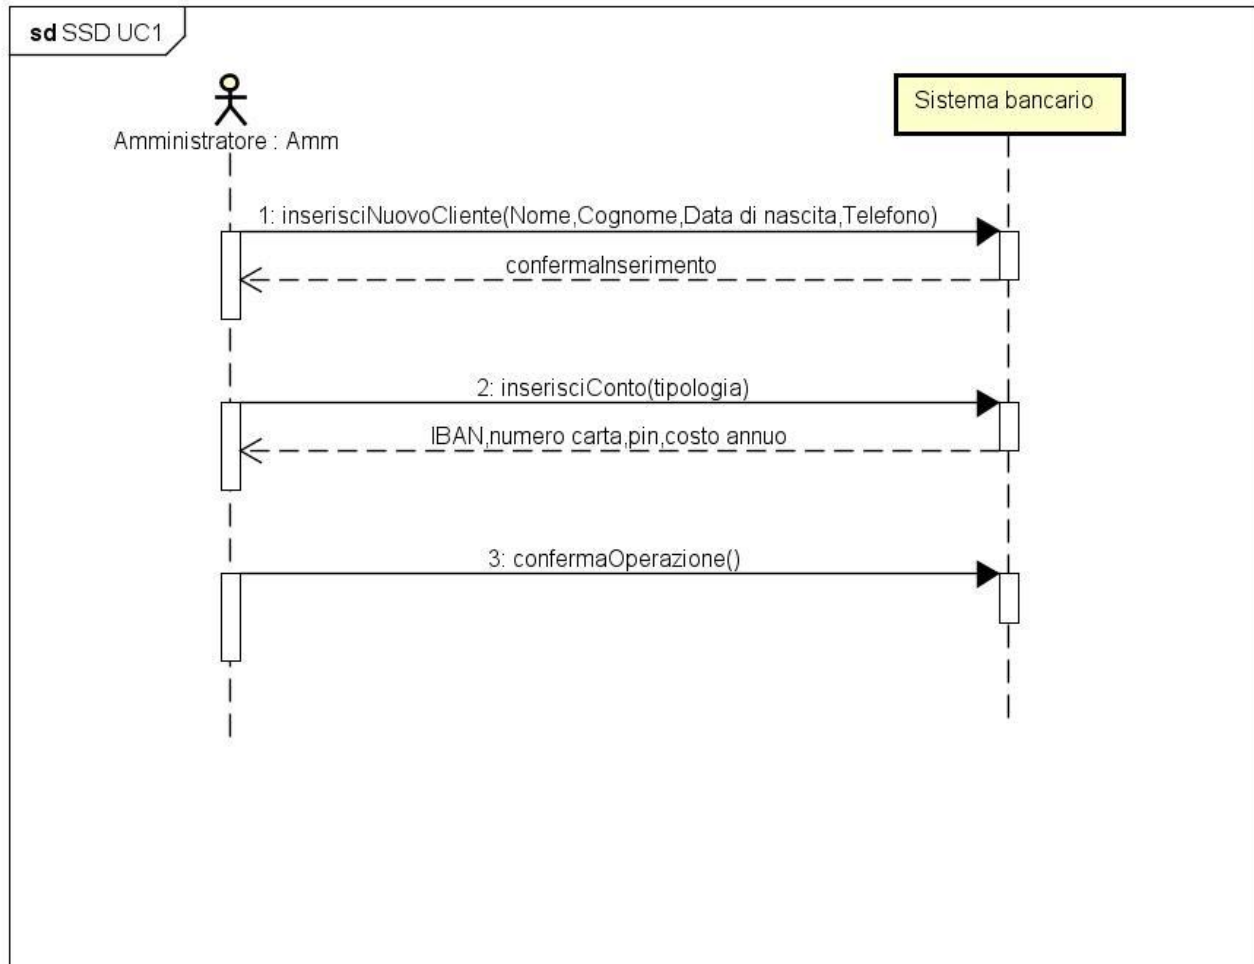 sd SSD UC1
Sistema bancario
Amministratore : Amm
1: inserisciNuovoCliente(Nome,Cognome,Data di nascita,Telefono)
confermaInserimento
2: inserisciConto(tipologia)
IBAN,numero carta,pin,costo annuo
3: confermaOperazione()